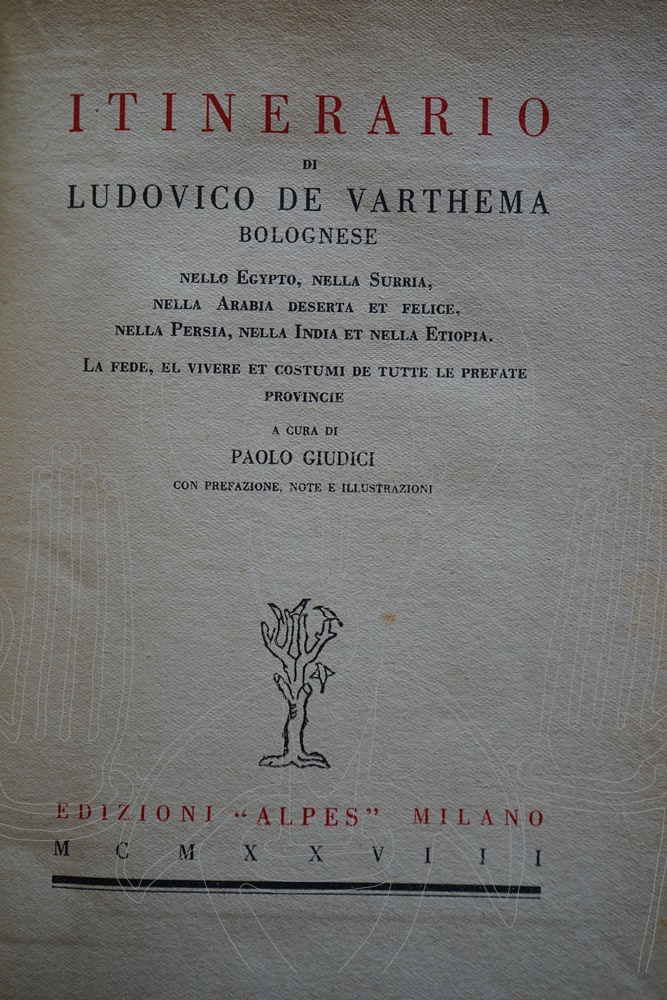 ITINERARIO
DI
LUDOVICO DE VARTHEMA
BOLOGNESE
NELLO EGYPTO, NELLA SURRIA,
NELLA ARABIA DESERTA ET FELICE,
NELLA PERSIA, NELLA INDIA ET NELLA ETIOPIA.
LA FEDE, EL VIVERE ET COSTUMI DE TUTTE LE PREFATE
PROVINCIE
A CURA DI
PAOLO GIUDICI
CON PREFAZIONE, NOTE E ILLUSTRAZIONI
EDIZIONI “ALPES” MILANO
M C M X X V I I I